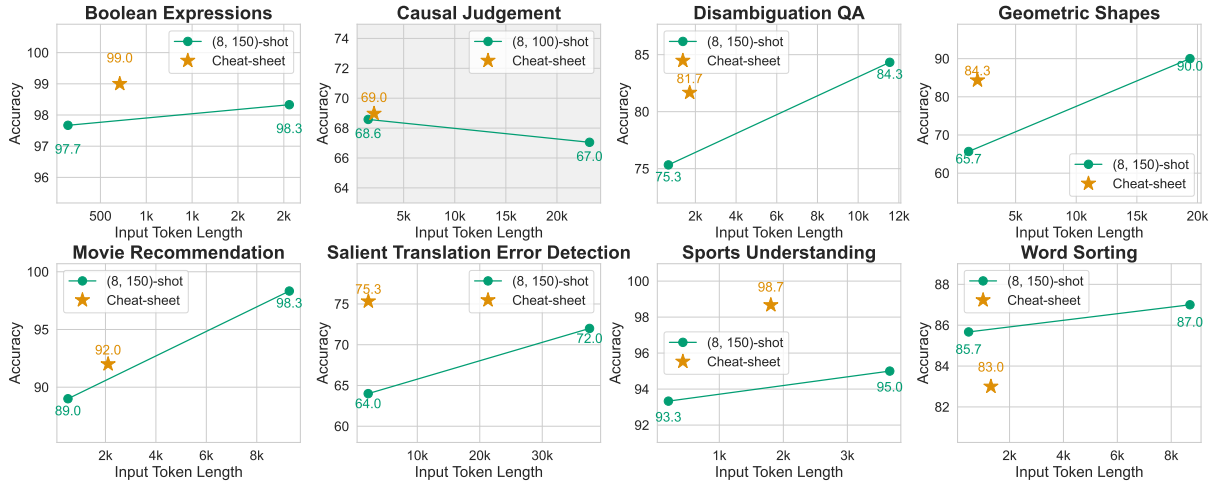 Boolean Expressions
Accuracy
100
99
98
97
96
(8, 150)-shot
Cheat-sheet
99.0
97.7
98.3
500
1k
1k
2k
2k
Input Token Length
Causal Judgement
Accuracy
74
72
70
68
66
64
(8, 100)-shot
Cheat-sheet
69.0
68.6
67.0
5k
10k
15k
20k
Input Token Length
Disambiguation QA
Accuracy
85
80
75
(8, 150)-shot
Cheat-sheet
81.7
84.3
75.3
2k
4k
6k
8k
10k
12k
Input Token Length
Geometric Shapes
Accuracy
90
80
70
60
84.3
90.0
65.7
(8, 150)-shot
Cheat-sheet
5k
10k
15k
20k
Input Token Length
Movie Recommendation
Accuracy
100
95
90
(8, 150)-shot
Cheat-sheet
98.3
92.0
89.0
2k
4k
6k
8k
Input Token Length
Salient Translation Error Detection
Accuracy
75
70
65
60
(8, 150)-shot
Cheat-sheet
75.3
72.0
64.0
10k
20k
30k
Input Token Length
Sports Understanding
Accuracy
100
98
96
94
92
98.7
(8, 150)-shot
Cheat-sheet
95.0
93.3
1k
2k
3k
Input Token Length
Word Sorting
Accuracy
88
86
84
82
(8, 150)-shot
Cheat-sheet
87.0
85.7
83.0
2k
4k
6k
8k
Input Token Length